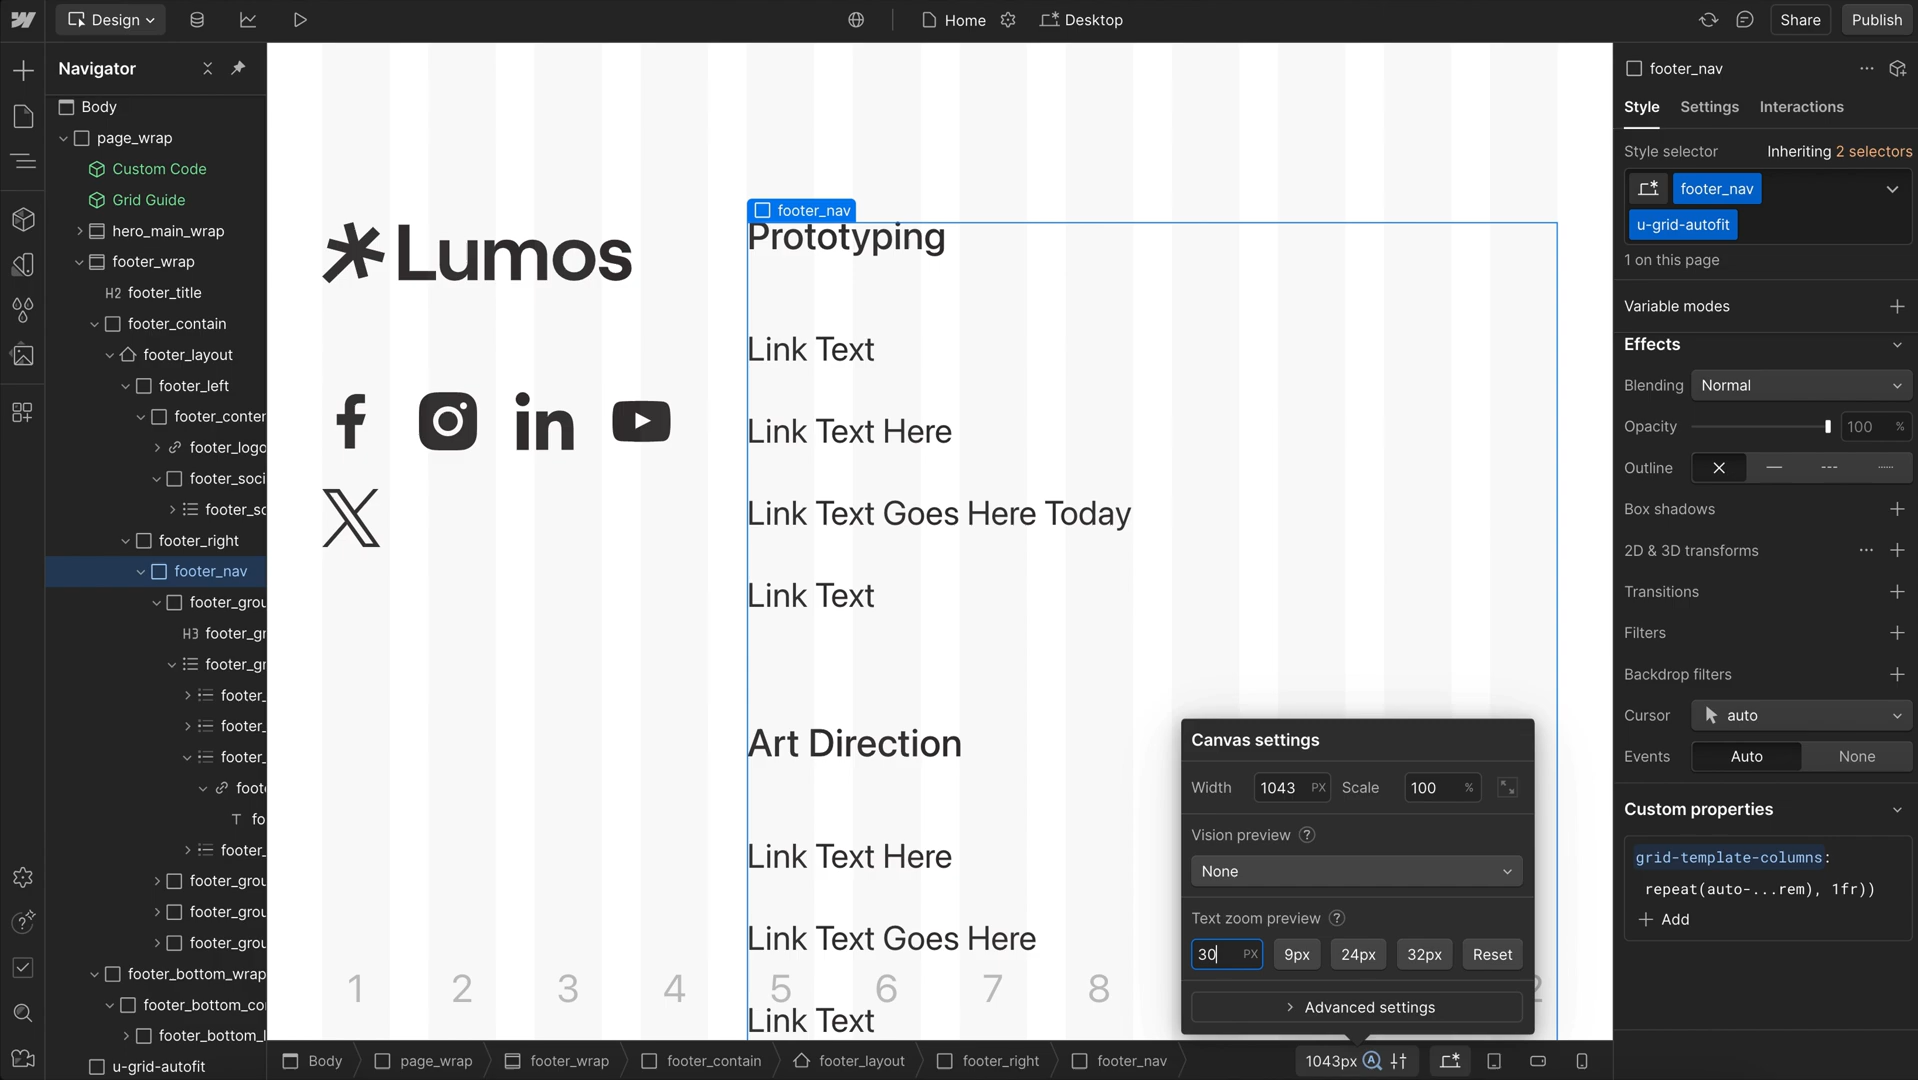 Design
Home
Desktop
Share
Publish
Navigator
Body
page_wrap
Custom Code
Grid Guide
hero_main_wrap
footer_wrap
H2 footer_title
footer_contain
footer_layout
footer_left
footer_conter
footer_logo
footer_soci
footer_sc
footer_right
footer_nav
footer_grou
H3 footer_gr
footer_gr
footer_
footer_
footer_
foote
T fo
footer_
footer_grou
footer_grou
footer_grou
footer_bottom_wrap
footer_bottom_cor
footer_bottom_l
u-grid-autofit
Lumos
footer_nav
Prototyping
Link Text
Link Text Here
Link Text Goes Here Today
Link Text
Art Direction
Link Text Here
Link Text Goes Here
Link Text
1 2 3 4 5 6 7 8 2
Canvas settings
Width 1043 PX Scale 100 %
Vision preview ?
None
Text zoom preview ?
30 PX 9px 24px 32px Reset
Advanced settings
Body page_wrap footer_wrap footer_contain footer_layout footer_right footer_nav
1043px A
footer_nav
Style Settings Interactions
Style selector Inheriting 2 selectors
footer_nav
u-grid-autofit
1 on this page
Variable modes
Effects
Blending Normal
Opacity 100 %
Outline
Box shadows
2D & 3D transforms
Transitions
Filters
Backdrop filters
Cursor auto
Events Auto None
Custom properties
grid-template-columns:
repeat(auto-...rem), 1fr))
Add